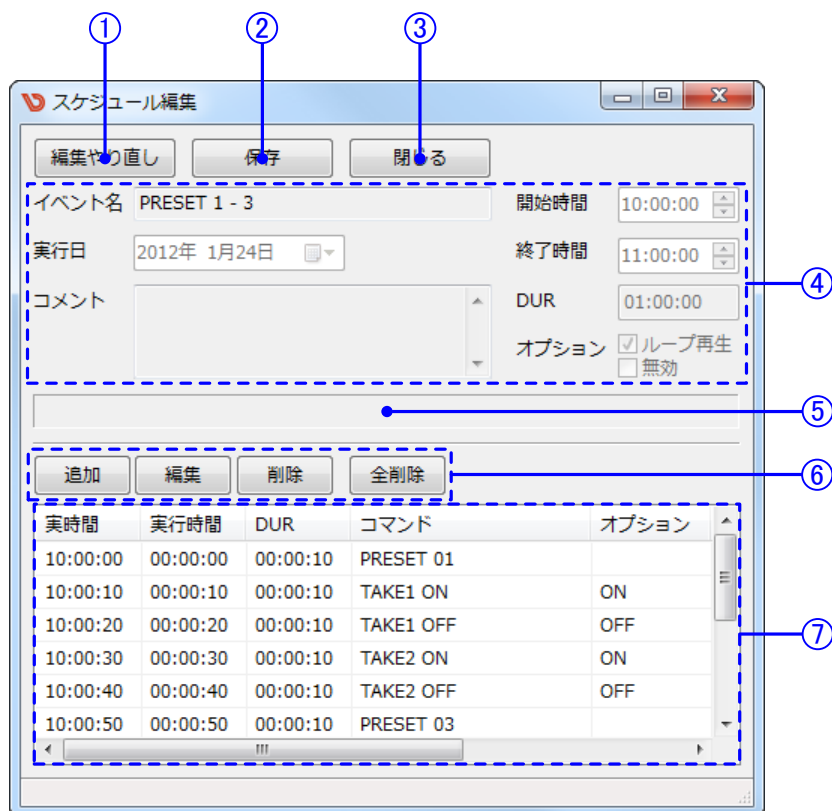 ① ② ③
スケジュール編集
編集やり直し 保存 閉じる
イベント名 PRESET 1 - 3 開始時間 10:00:00
実行日 2012年 1月24日 終了時間 11:00:00
④
コメント DUR 01:00:00
オプション ループ再生
無効
⑤
追加 編集 削除 全削除 ⑥
実時間 実行時間 DUR コマンド オプション
10:00:00 00:00:00 00:00:10 PRESET 01
10:00:10 00:00:10 00:00:10 TAKE1 ON ON
10:00:20 00:00:20 00:00:10 TAKE1 OFF OFF
⑦
10:00:30 00:00:30 00:00:10 TAKE2 ON ON
10:00:40 00:00:40 00:00:10 TAKE2 OFF OFF
10:00:50 00:00:50 00:00:10 PRESET 03